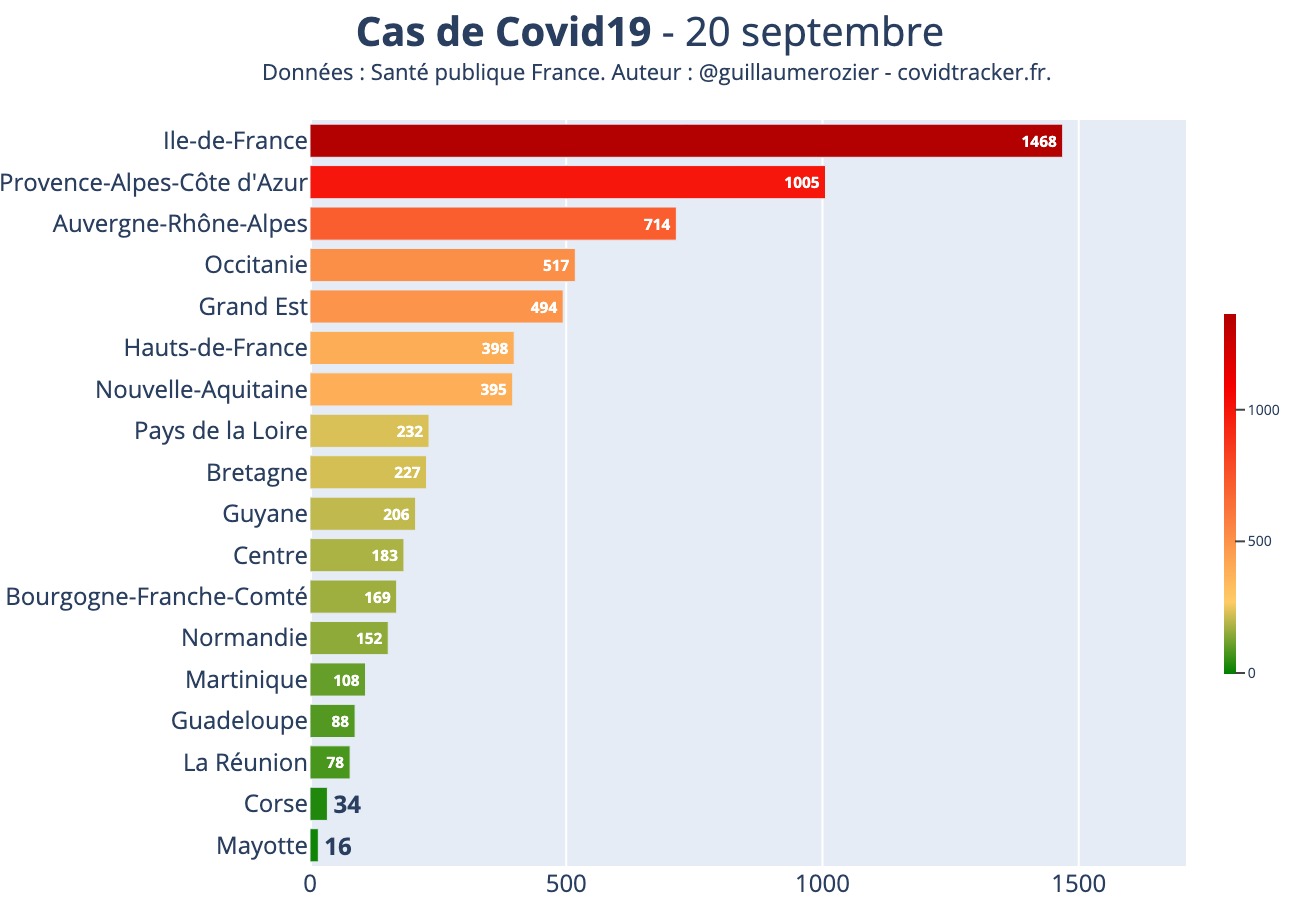 Cas de Covid19 - 20 septembre
Données : Santé publique France. Auteur : @guillaumerozier - covidtracker.fr.
Ile-de-France 1468
Provence-Alpes-Côte d'Azur 1005
Auvergne-Rhône-Alpes 714
Occitanie 517
Grand Est 494
Hauts-de-France 398
Nouvelle-Aquitaine 395
Pays de la Loire 232
Bretagne 227
Guyane 206
Centre 183
Bourgogne-Franche-Comté 169
Normandie 152
Martinique 108
Guadeloupe 88
La Réunion 78
Corse 34
Mayotte 16
0 500 1000 1500
1000
500
0